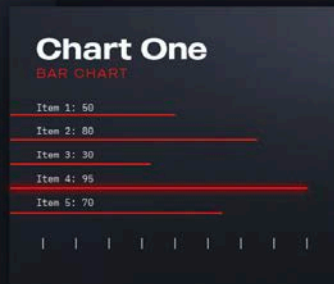 Chart One
BAR CHART
Item 1: 50
Item 2: 80
Item 3: 30
Item 4: 95
Item 5: 70